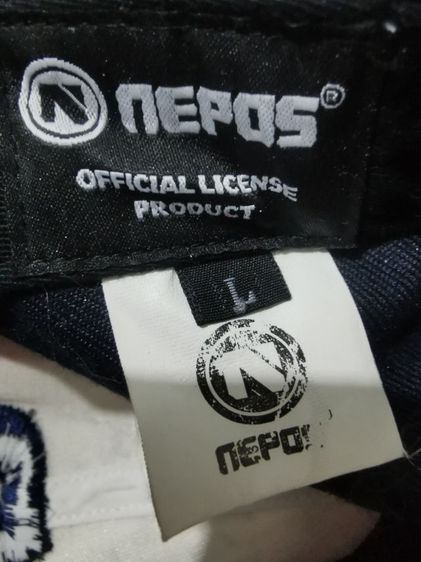 NEPOS®
OFFICIAL LICENSE
PRODUCT
L
NEPOS